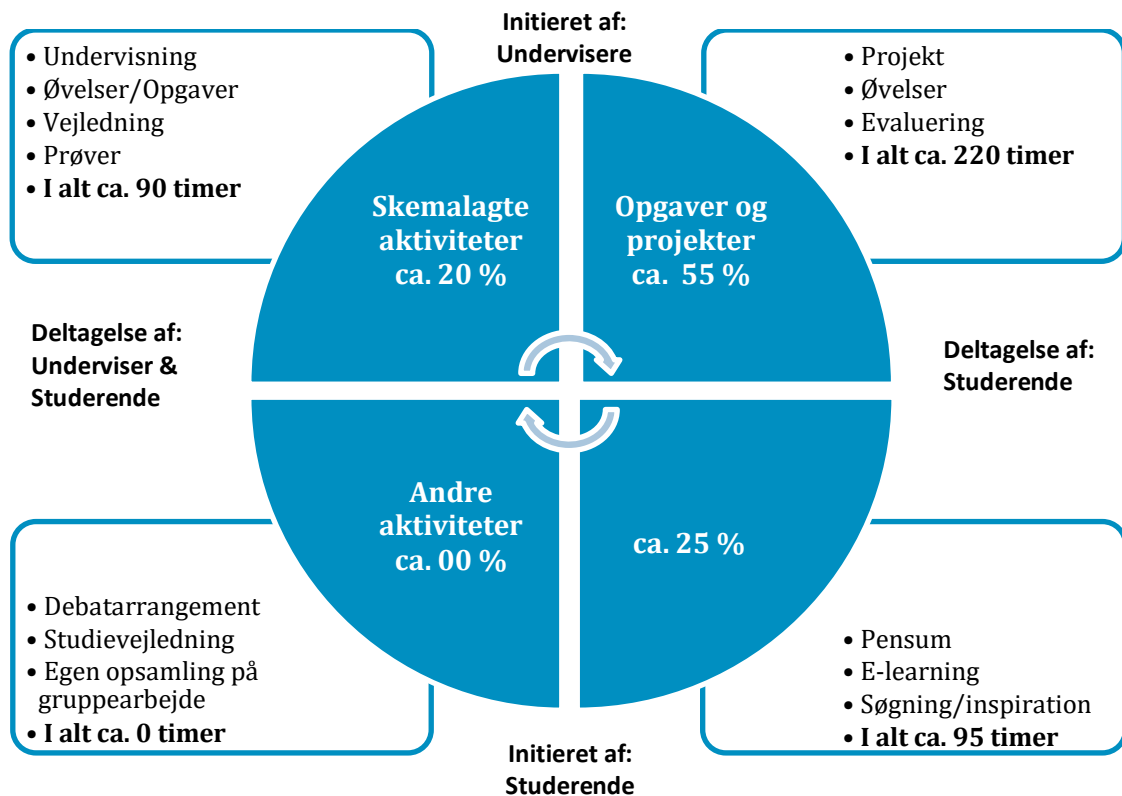 Initieret af:
Undervisere
• Undervisning
• Øvelser/Opgaver
• Vejledning
• Prøver
• I alt ca. 90 timer
• Projekt
• Øvelser
• Evaluering
• I alt ca. 220 timer
Skemalagte
aktiviteter
ca. 20 %
Opgaver og
projekter
ca. 55 %
Deltagelse af:
Underviser &
Studerende
Deltagelse af:
Studerende
Andre
aktiviteter
ca. 00 %
ca. 25 %
• Debatarrangement
• Studievejledning
• Egen opsamling på
gruppearbejde
• I alt ca. 0 timer
• Pensum
• E-learning
• Søgning/inspiration
• I alt ca. 95 timer
Initieret af:
Studerende